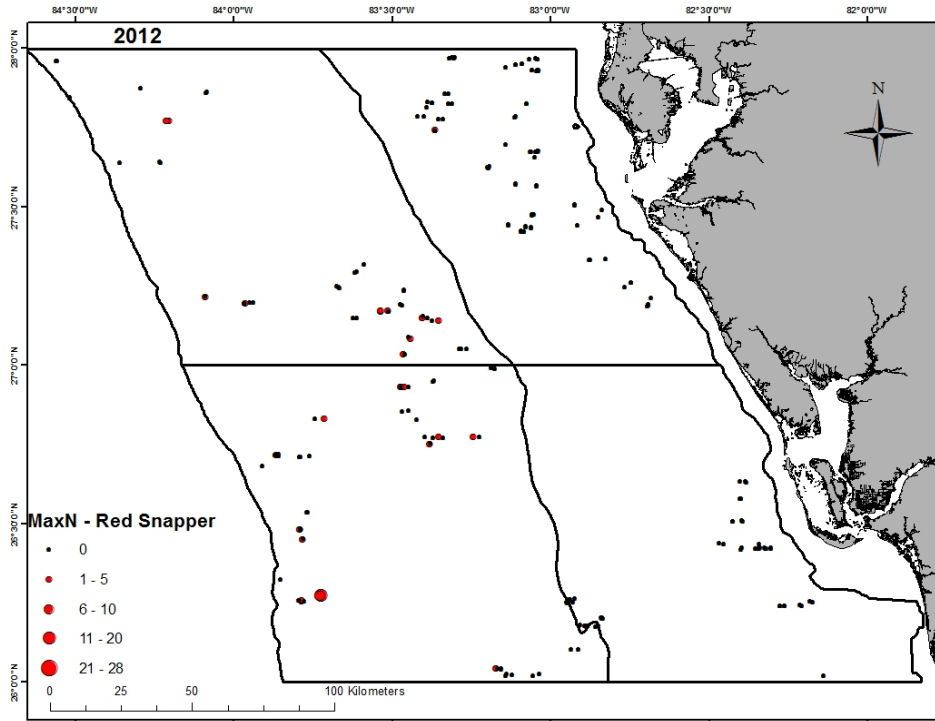 84°30'0"W 84°0'0"W 83°30'0"W 83°0'0"W 82°30'0"W 82°0'0"W
2012
N
28°0'0"N
27°30'0"N
27°0'0"N
26°30'0"N
26°0'0"N
MaxN - Red Snapper
0
1 - 5
6 - 10
11 - 20
21 - 28
0 25 50 100 Kilometers